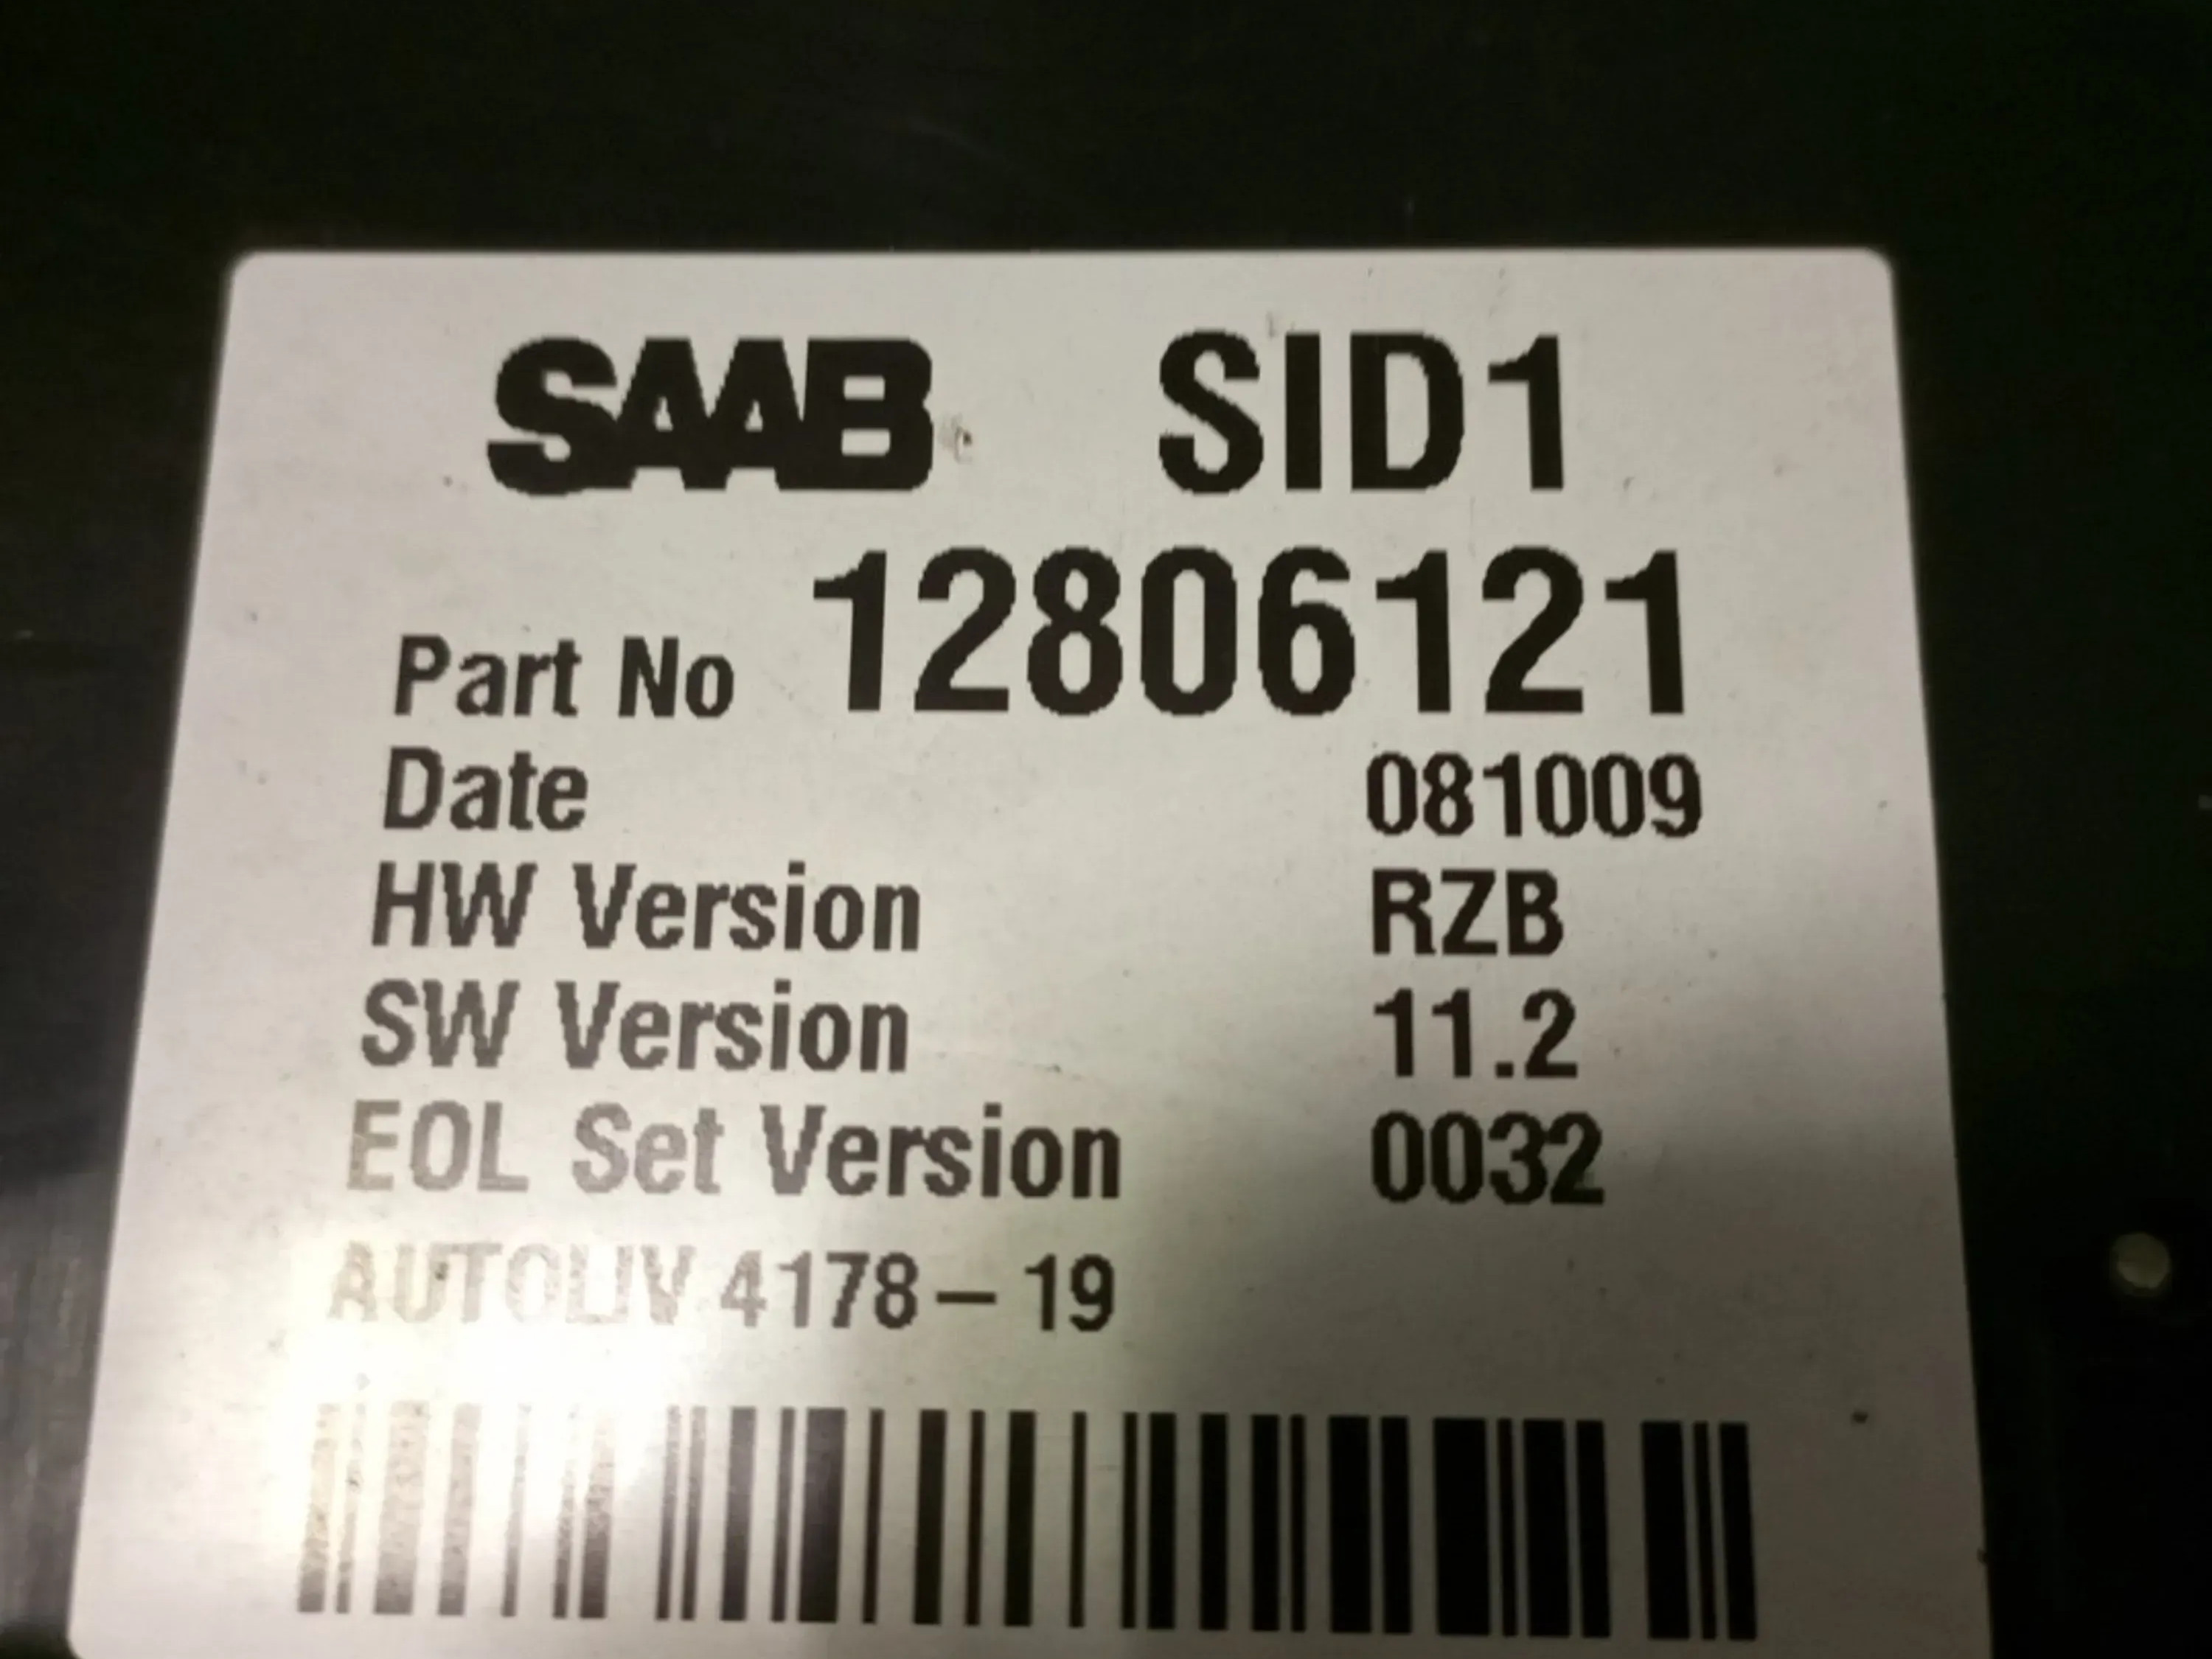 SAAB SID1
Part No 12806121
Date 081009
HW Version RZB
SW Version 11.2
EOL Set Version 0032
AUTOLIV 4178-19